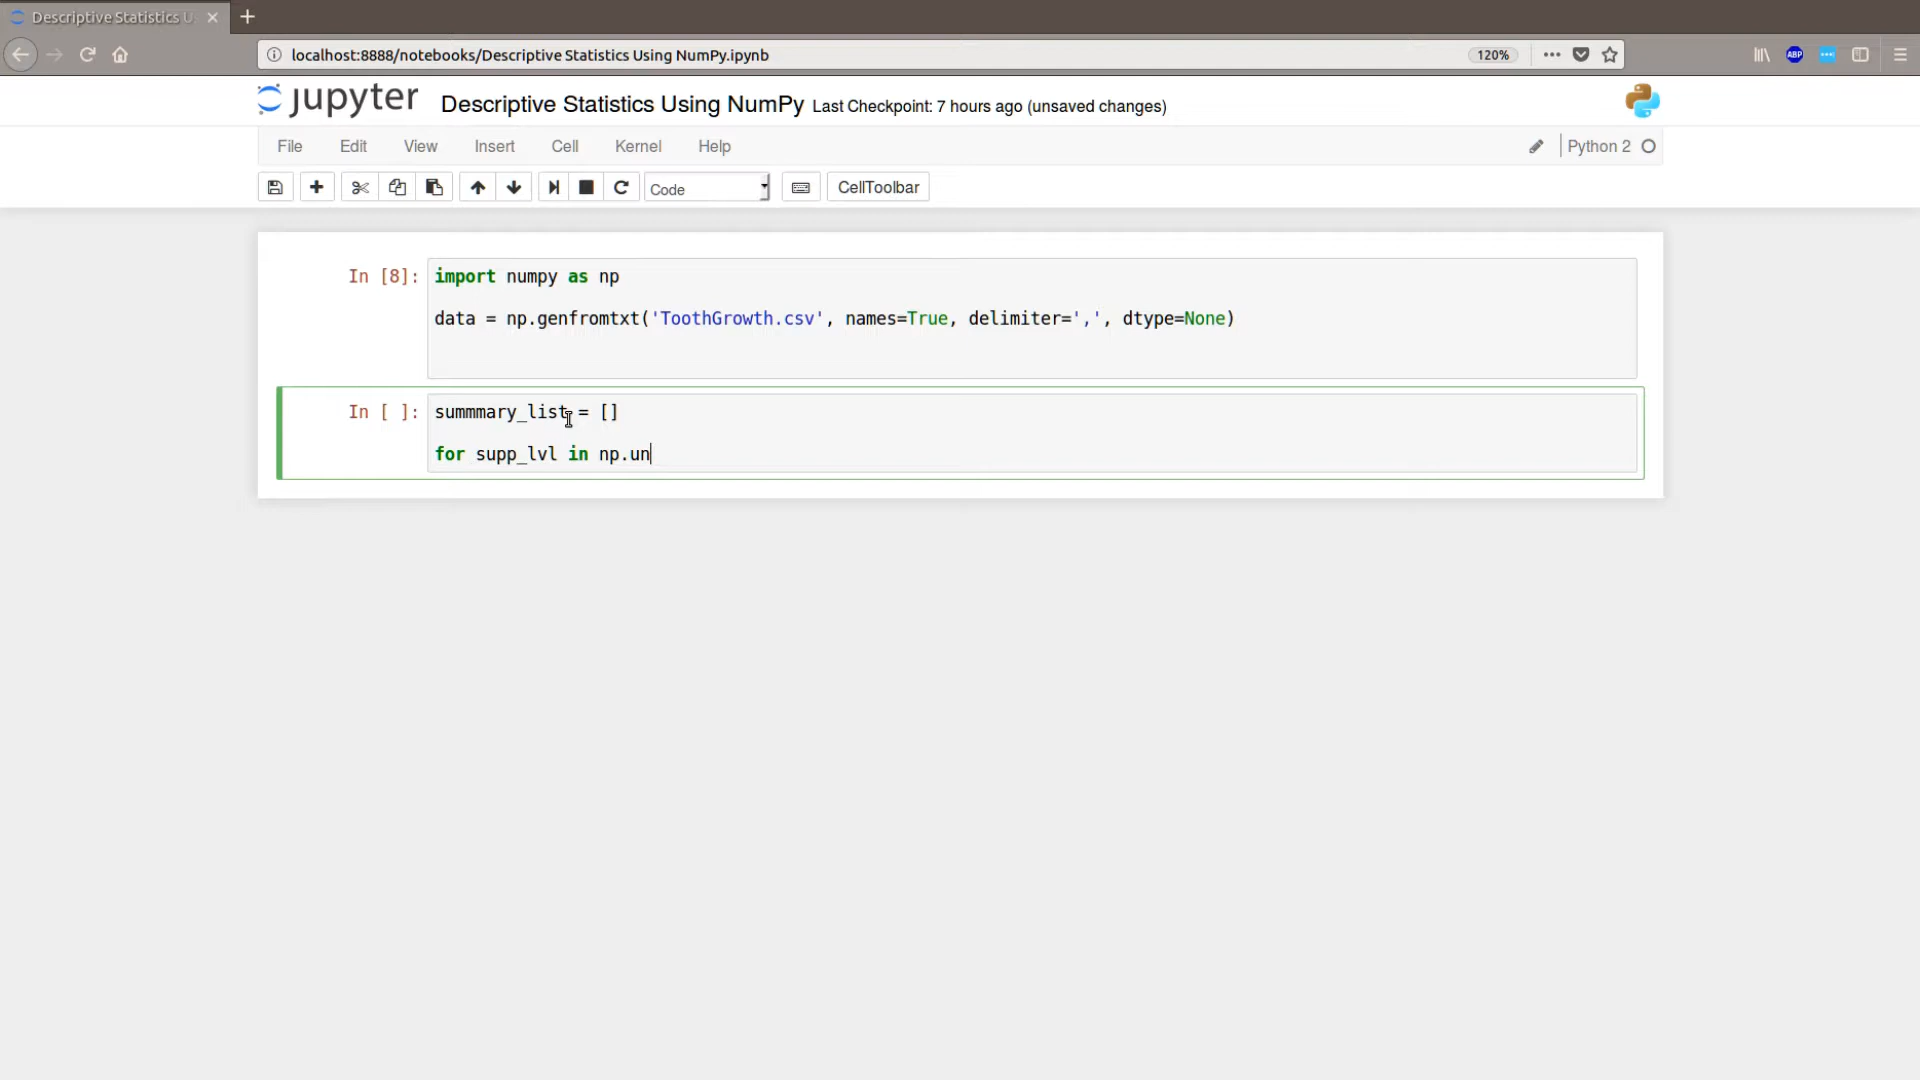 Descriptive Statistics U
localhost:8888/notebooks/Descriptive Statistics Using NumPy.ipynb
120%
ABP
jupyter Descriptive Statistics Using NumPy Last Checkpoint: 7 hours ago (unsaved changes)
File Edit View Insert Cell Kernel Help
Python 2
Code
CellToolbar
In [8]: import numpy as np
data = np.genfromtxt('ToothGrowth.csv', names=True, delimiter=',', dtype=None)
In [ ]: summmary_list = []
for supp_lvl in np.un